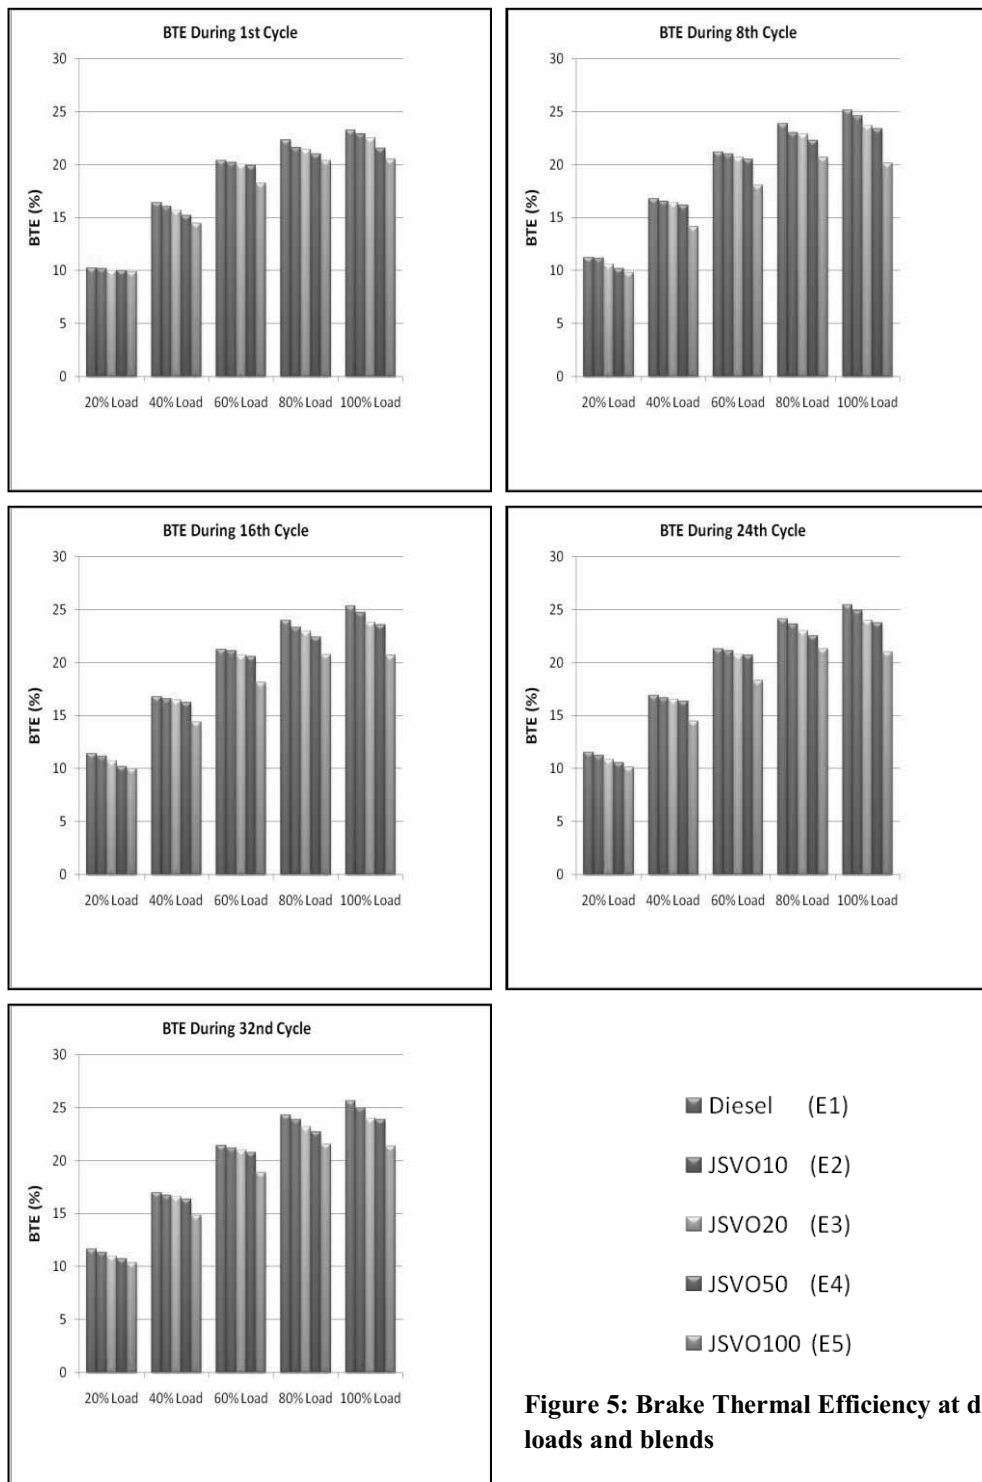 BTE During 1st Cycle
BTE (%)
30
25
20
15
10
5
0
20% Load 40% Load 60% Load 80% Load 100% Load
BTE During 8th Cycle
BTE (%)
30
25
20
15
10
5
0
20% Load 40% Load 60% Load 80% Load 100% Load
BTE During 16th Cycle
BTE (%)
30
25
20
15
10
5
0
20% Load 40% Load 60% Load 80% Load 100% Load
BTE During 24th Cycle
BTE (%)
30
25
20
15
10
5
0
20% Load 40% Load 60% Load 80% Load 100% Load
BTE During 32nd Cycle
BTE (%)
30
25
20
15
10
5
0
20% Load 40% Load 60% Load 80% Load 100% Load
Diesel (E1)
JSVO10 (E2)
JSVO20 (E3)
JSVO50 (E4)
JSVO100 (E5)
Figure 5: Brake Thermal Efficiency at
loads and blends